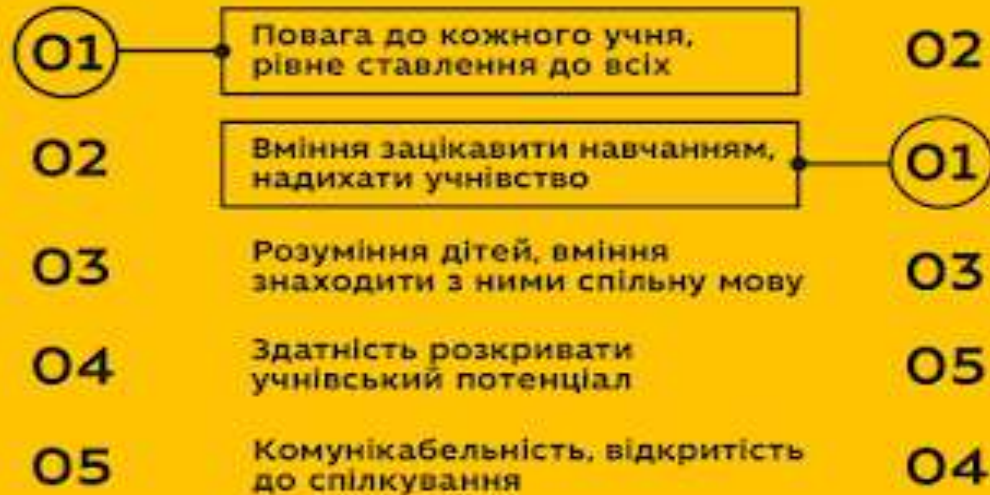 01 Повага до кожного учня, 02
рівне ставлення до всіх
02 Вміння зацікавити навчанням, 01
надихати учнівство
03 Розуміння дітей, вміння 03
знаходити з ними спільну мову
04 Здатність розкривати 05
учнівський потенціал
05 Комунікабельність, відкритість 04
до спілкування